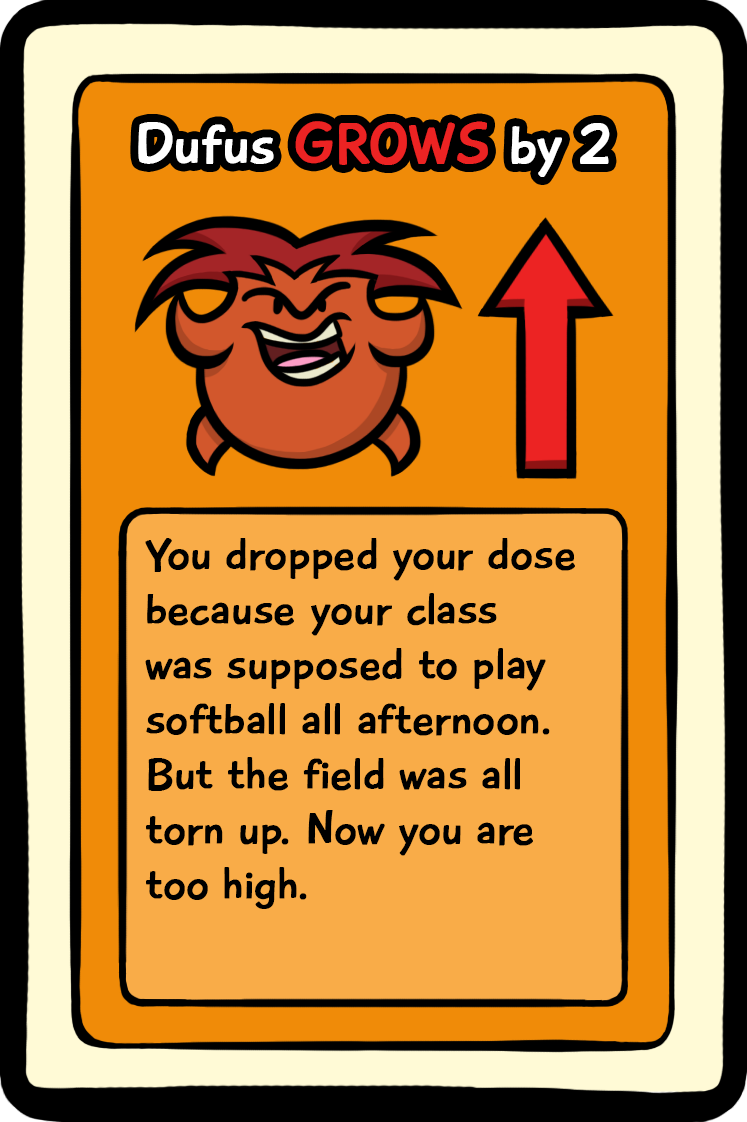 Dufus GROWS by 2
You dropped your dose
because your class
was supposed to play
softball all afternoon.
But the field was all
torn up. Now you are
too high.